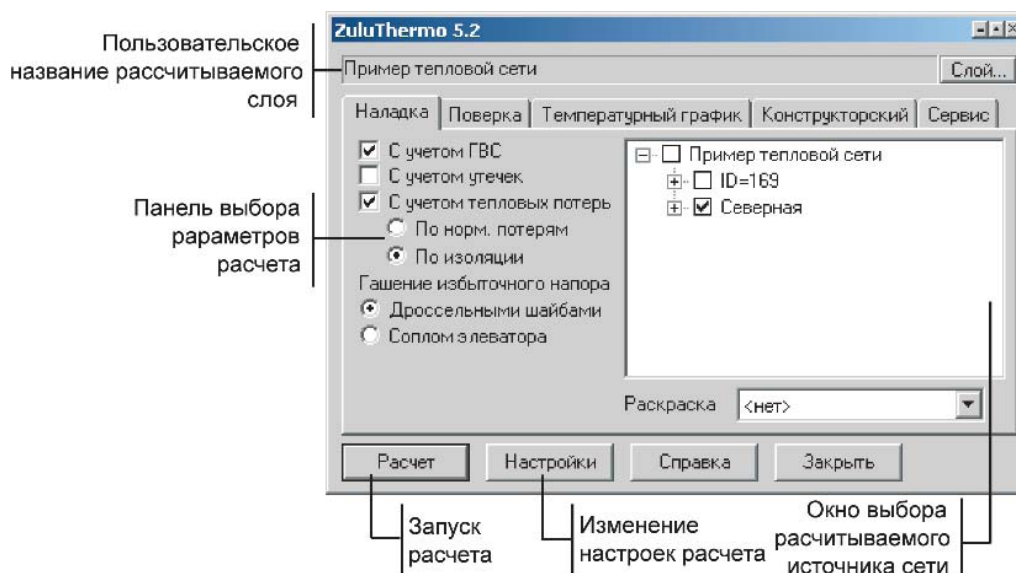 ZuluThermo 5.2
Пользовательское
название рассчитываемого
слоя
Пример тепловой сети
Слой...
Наладка
Поверка
Температурный график
Конструкторский
Сервис
С учетом ГВС
С учетом утечек
С учетом тепловых потерь
По норм. потерям
По изоляции
Гашение избыточного напора
Дроссельными шайбами
Соплом элеватора
Пример тепловой сети
ID=169
Северная
Панель выбора
рараметров
расчета
Раскраска
<нет>
Расчет
Настройки
Справка
Закрыть
Запуск
расчета
Изменение
настроек расчета
Окно выбора
расчитываемого
источника сети